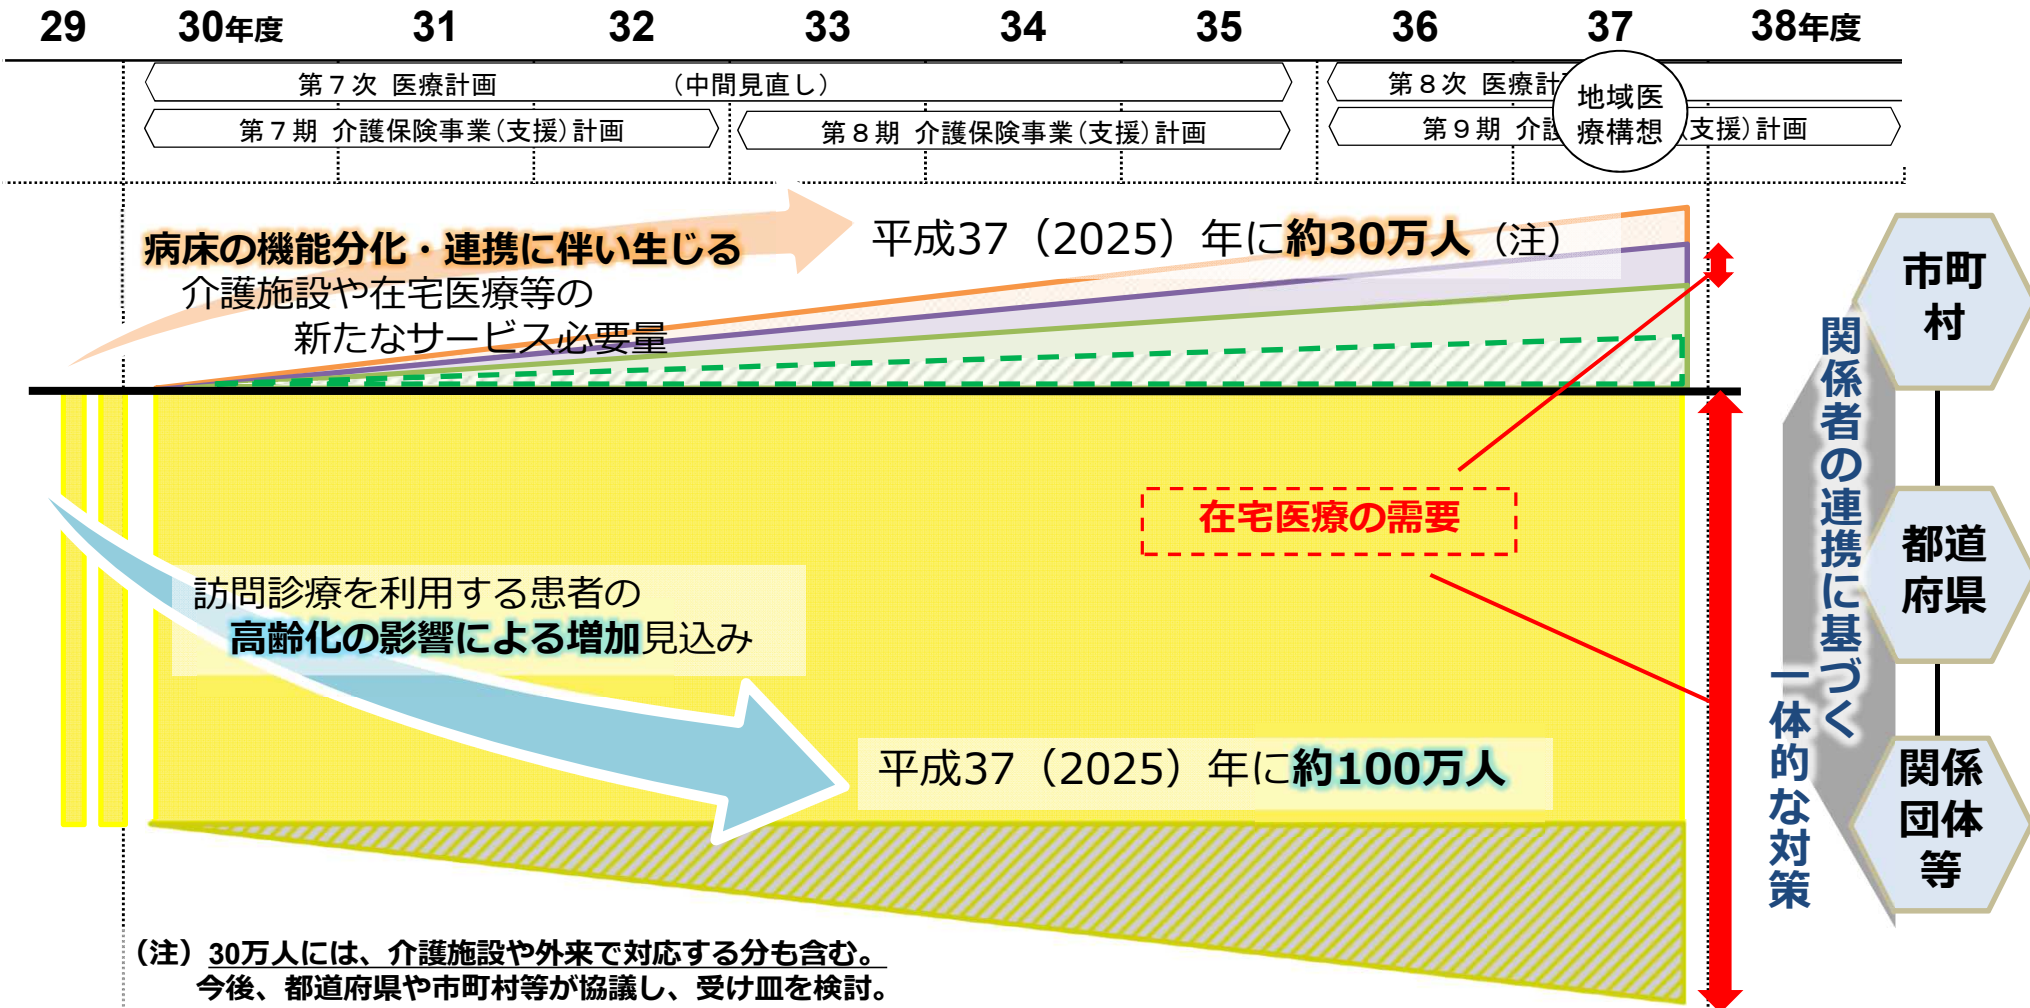 29 30年度 31 32 33 34 35 36 37 38年度
第7次 医療計画 (中間見直し)
第8次 医療計
第7期 介護保険事業(支援)計画
第8期 介護保険事業(支援)計画
第9期 介
支援)計画
地域医
療構想
病床の機能分化・連携に伴い生じる
介護施設や在宅医療等の
新たなサービス必要量
平成37（2025）年に約30万人（注）
在宅医療の需要
訪問診療を利用する患者の
高齢化の影響による増加見込み
平成37（2025）年に約100万人
関係者の連携に基づく
一体的な対策
市町
村
都道
府県
関係
団体
等
（注）30万人には、介護施設や外来で対応する分も含む。
今後、都道府県や市町村等が協議し、受け皿を検討。